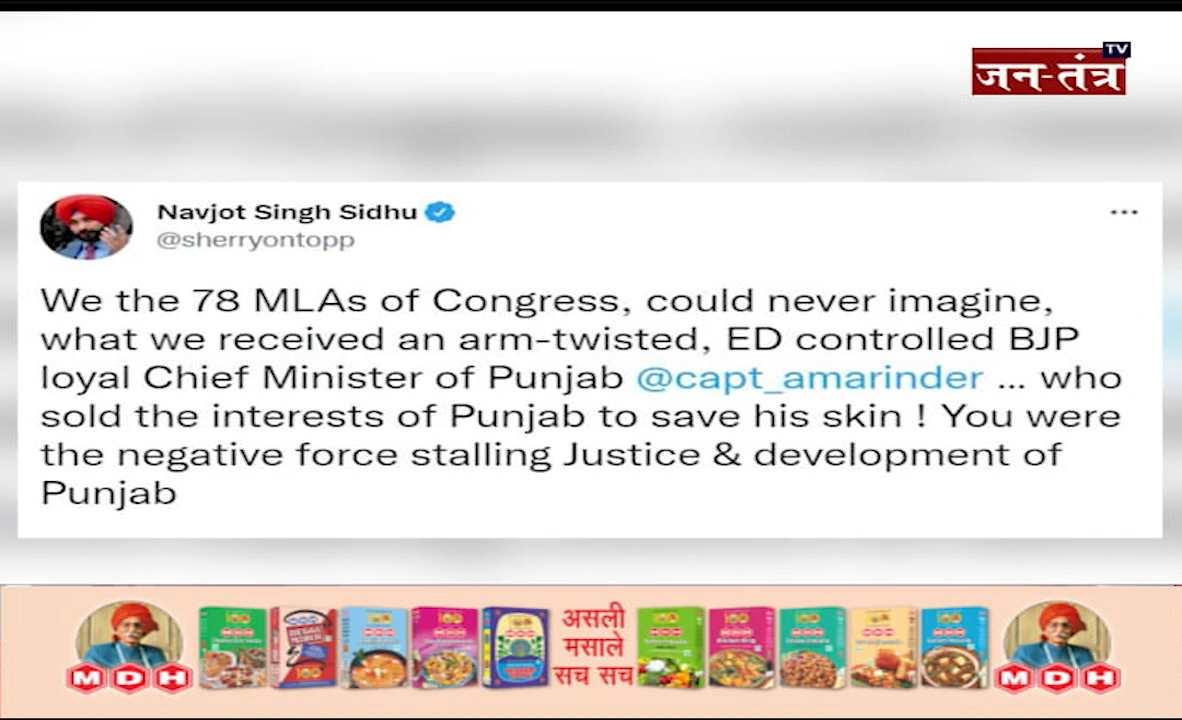 TV
जन-तंत्र
Navjot Singh Sidhu
@sherryontopp
We the 78 MLAs of Congress, could never imagine,
what we received an arm-twisted, ED controlled BJP
loyal Chief Minister of Punjab @capt_amarinder ... who
sold the interests of Punjab to save his skin ! You were
the negative force stalling Justice & development of
Punjab
असली
मसाले
सच सच
MDH
MDH